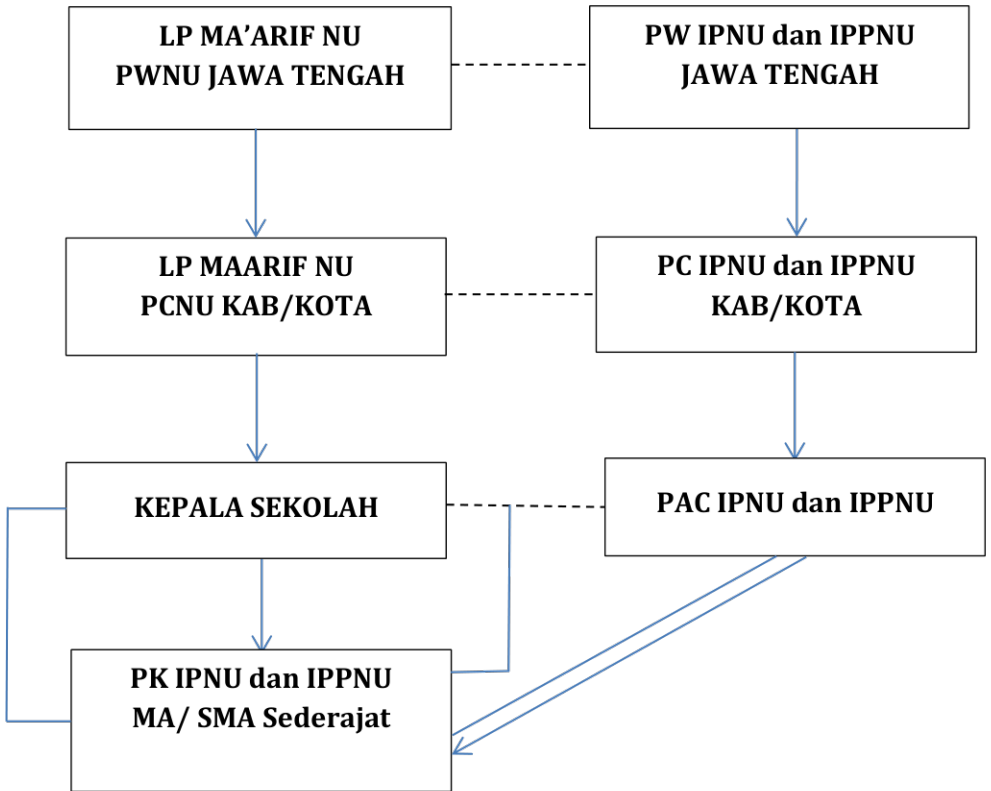 LP MA’ARIF NU
PWNU JAWA TENGAH
PW IPNU dan IPPNU
JAWA TENGAH
LP MAARIF NU
PCNU KAB/KOTA
PC IPNU dan IPPNU
KAB/KOTA
KEPALA SEKOLAH
PAC IPNU dan IPPNU
PK IPNU dan IPPNU
MA/ SMA Sederajat